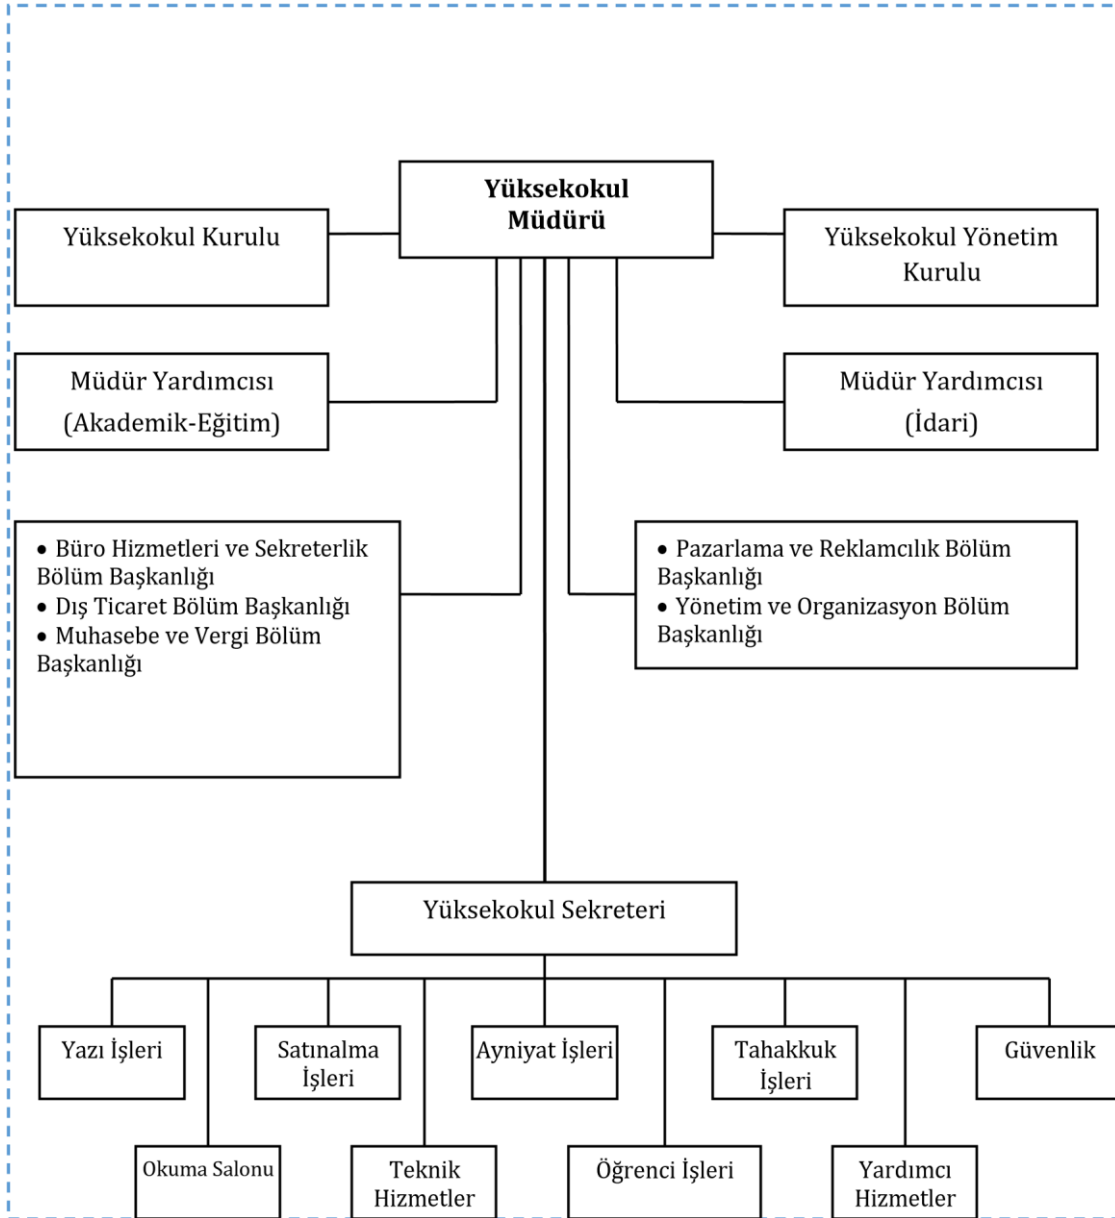 Yüksekokul
Müdürü
Yüksekokul Kurulu
Yüksekokul Yönetim
Kurulu
Müdür Yardımcısı
(Akademik-Eğitim)
Müdür Yardımcısı
(İdari)
• Büro Hizmetleri ve Sekreterlik
Bölüm Başkanlığı
• Dış Ticaret Bölüm Başkanlığı
• Muhasebe ve Vergi Bölüm
Başkanlığı
• Pazarlama ve Reklamcılık Bölüm
Başkanlığı
• Yönetim ve Organizasyon Bölüm
Başkanlığı
Yüksekokul Sekreteri
Yazı İşleri
Satınalma
İşleri
Ayniyat İşleri
Tahakkuk
İşleri
Güvenlik
Okuma Salonu
Teknik
Hizmetler
Öğrenci İşleri
Yardımcı
Hizmetler